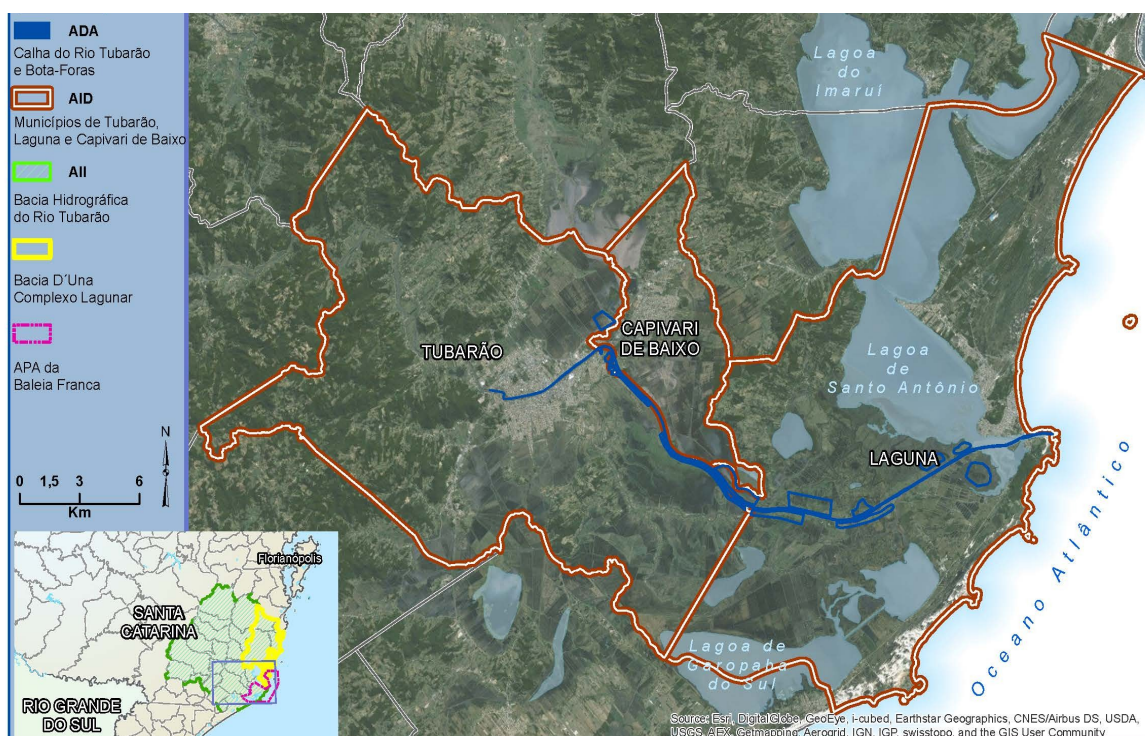 ADA
Calha do Rio Tubarão
e Bota-Foras
AID
Municípios de Tubarão,
Laguna e Capivari de Baixo
AII
Bacia Hidrográfica
do Rio Tubarão
Bacia D´Una
Complexo Lagunar
APA da
Baleia Franca
N
0 1,5 3 6
Km
Florianópolis
SANTA
CATARINA
RIO GRANDE
DO SUL
Lagoa
do
Imaruí
TUBARÃO
CAPIVARI
DE BAIXO
Lagoa
de
Santo Antônio
LAGUNA
Lagoa de
Garopaba
do Sul
Oceano Atlântico
Source: Esri, DigitalGlobe, GeoEye, i-cubed, Earthstar Geographics, CNES/Airbus DS, USDA,
USGS, AEX, Getmapping, Aerogrid, IGN, IGP, swisstopo, and the GIS User Community